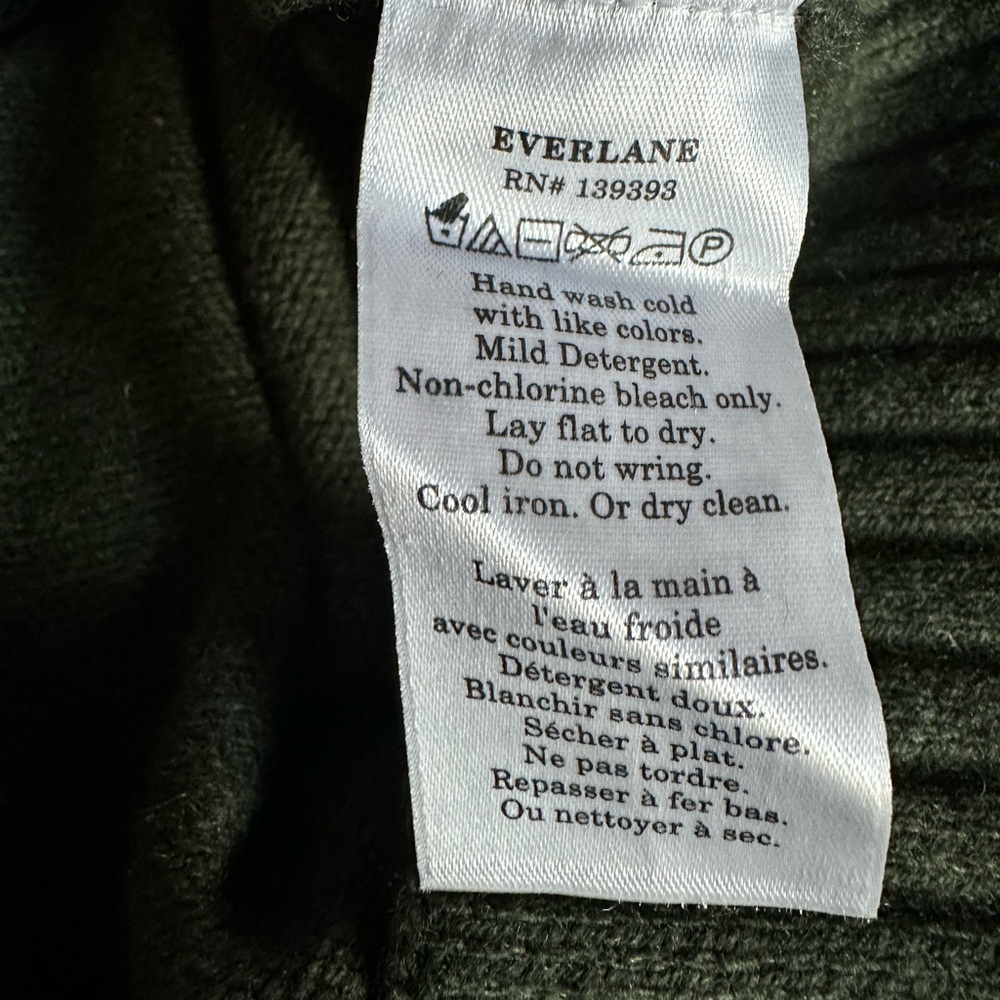 EVERLANE
RN# 139393
P
Hand wash cold
with like colors.
Mild Detergent.
Non-chlorine bleach only.
Lay flat to dry.
Do not wring.
Cool iron. Or dry clean.
Laver à la main à
l'eau froide
avec couleurs similaires.
Détergent doux.
Blanchir sans chlore.
Sécher à plat.
Ne pas tordre.
Repasser à fer bas.
Ou nettoyer à sec.